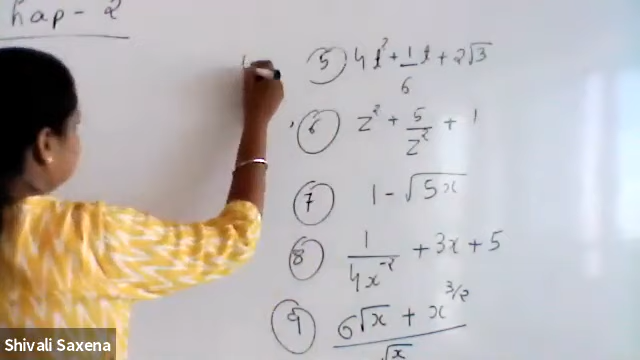 hap - 2
5 4t² + 1/6 t + 2√3
6 z² + 5/z² + 1
7 1 - √5x
8 1/4x⁻² + 3x + 5
9 6√x + x^3/2 / √x
Shivali Saxena